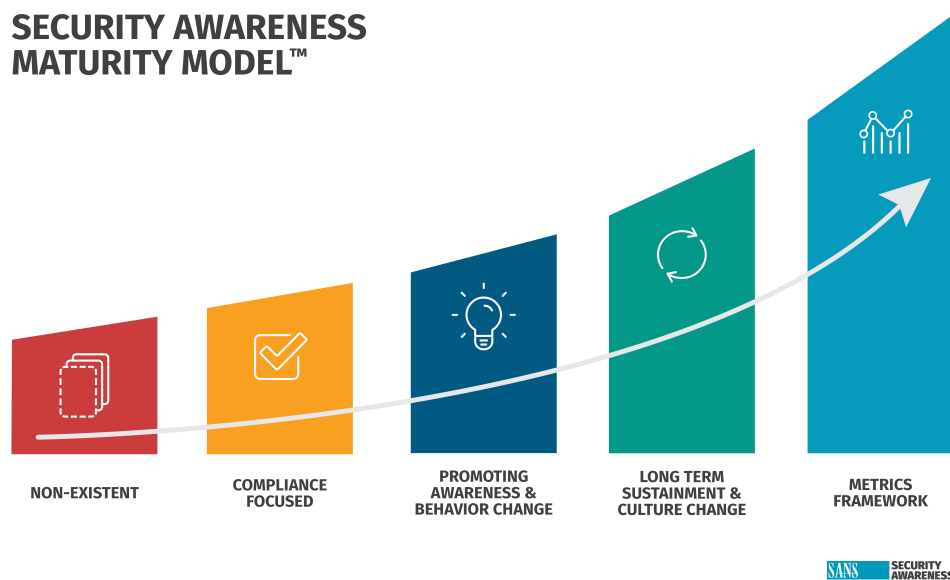 SECURITY AWARENESS
MATURITY MODEL™
NON-EXISTENT
COMPLIANCE
FOCUSED
PROMOTING
AWARENESS &
BEHAVIOR CHANGE
LONG TERM
SUSTAINMENT &
CULTURE CHANGE
METRICS
FRAMEWORK
SANS
SECURITY
AWARENESS